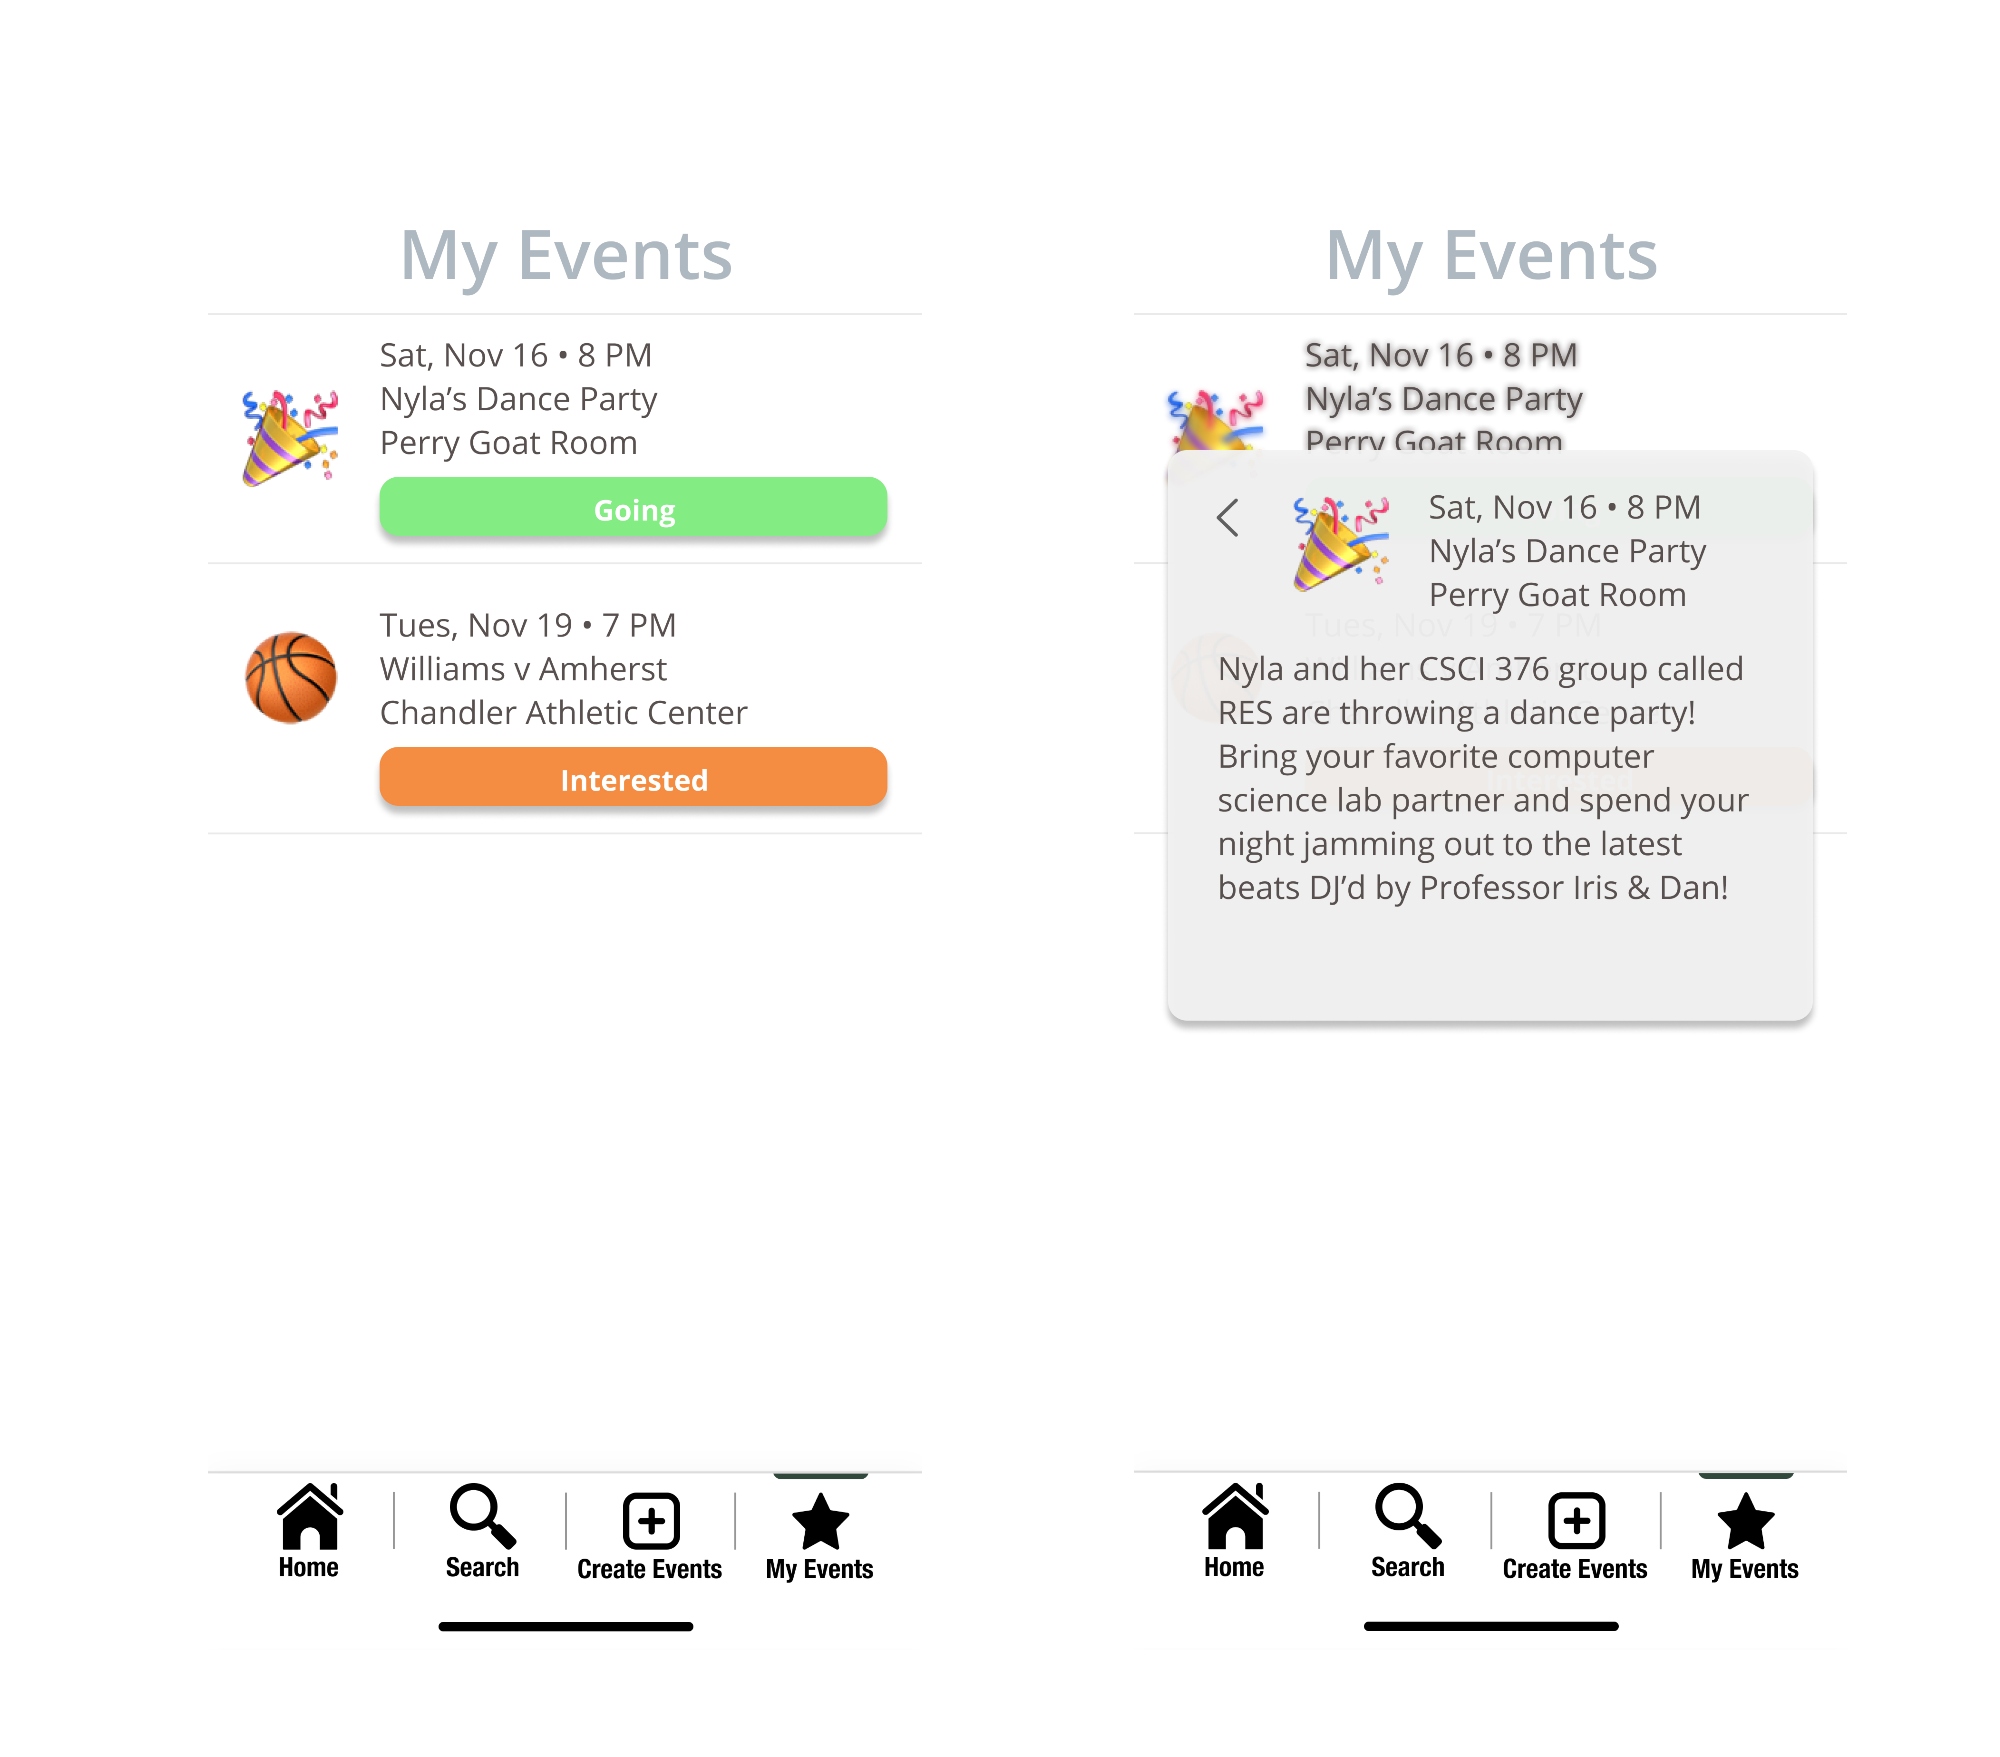 My Events
Sat, Nov 16 • 8 PM
Nyla’s Dance Party
Perry Goat Room
Going
Tues, Nov 19 • 7 PM
Williams v Amherst
Chandler Athletic Center
Interested
Home
Search
Create Events
My Events
My Events
Sat, Nov 16 • 8 PM
Nyla’s Dance Party
Perry Goat Room
Sat, Nov 16 • 8 PM
Nyla’s Dance Party
Perry Goat Room
Tues, Nov 19 • 7 PM
Nyla and her CSCI 376 group called
RES are throwing a dance party!
Bring your favorite computer
science lab partner and spend your
night jamming out to the latest
beats DJ’d by Professor Iris & Dan!
Interested
Home
Search
Create Events
My Events